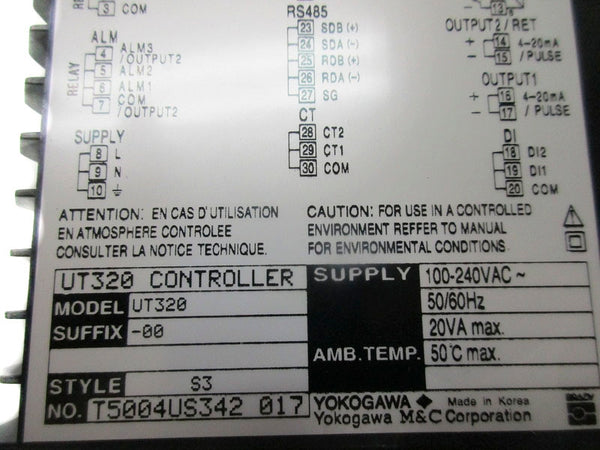 3 COM
ALM
RELAY
4 ALM3 /OUTPUT2
5 ALM2
6 ALM1
7 COM /OUTPUT2
SUPPLY
8 L
9 N
10
RS485
23 SDB (+)
24 SDA (-)
25 RDB (+)
26 RDA (-)
27 SG
CT
28 CT2
29 CT1
30 COM
13
OUTPUT2 / RET
+ 14 4-20mA
- 15 /PULSE
OUTPUT1
+ 16 4-20mA
- 17 /PULSE
DI
18 DI2
19 DI1
20 COM
ATTENTION: EN CAS D'UTILISATION
EN ATMOSPHERE CONTROLEE
CONSULTER LA NOTICE TECHNIQUE.
CAUTION: FOR USE IN A CONTROLLED
ENVIRONMENT REFFER TO MANUAL
FOR ENVIRONMENTAL CONDITIONS
UT320 CONTROLLER
MODEL UT320
SUFFIX -00
STYLE S3
NO. T5004US342 017
SUPPLY 100-240VAC ~
50/60Hz
20VA max.
AMB. TEMP. 50℃ max.
YOKOGAWA Made in Korea
Yokogawa M&C Corporation
BRADY